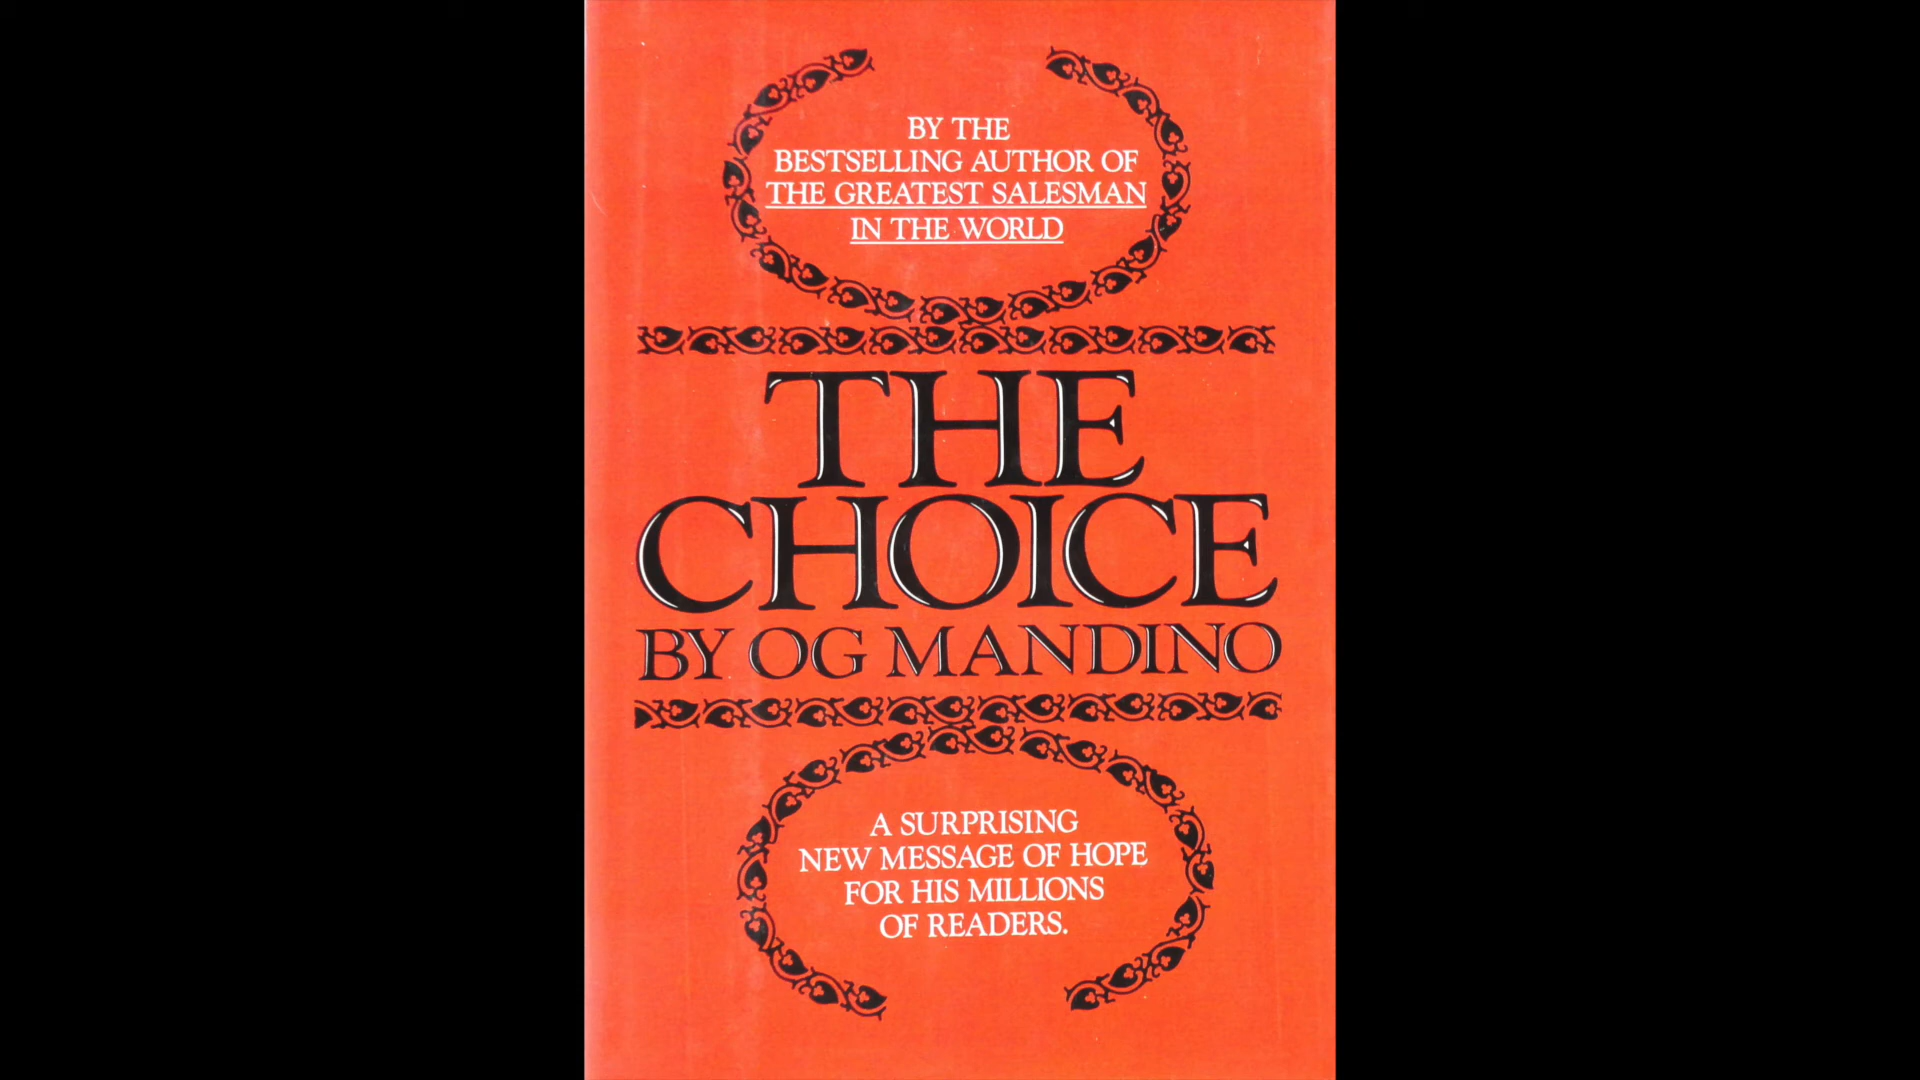 BY THE
BESTSELLING AUTHOR OF
THE GREATEST SALESMAN
IN THE WORLD
THE
CHOICE
BY OG MANDINO
A SURPRISING
NEW MESSAGE OF HOPE
FOR HIS MILLIONS
OF READERS.